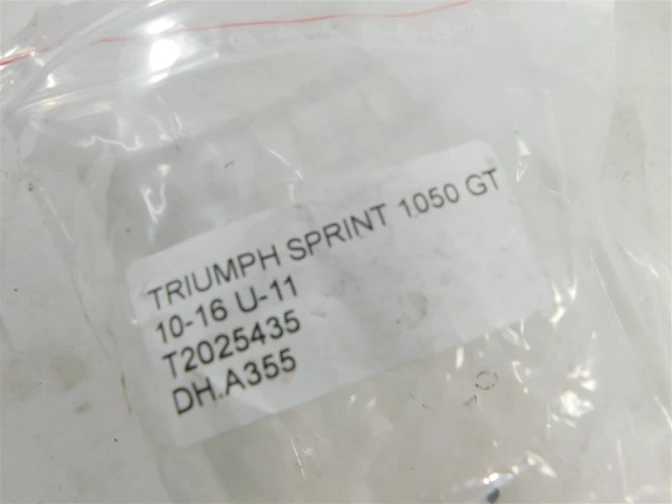 TRIUMPH SPRINT 1050 GT
10-16 U-11
T2025435
DH.A355